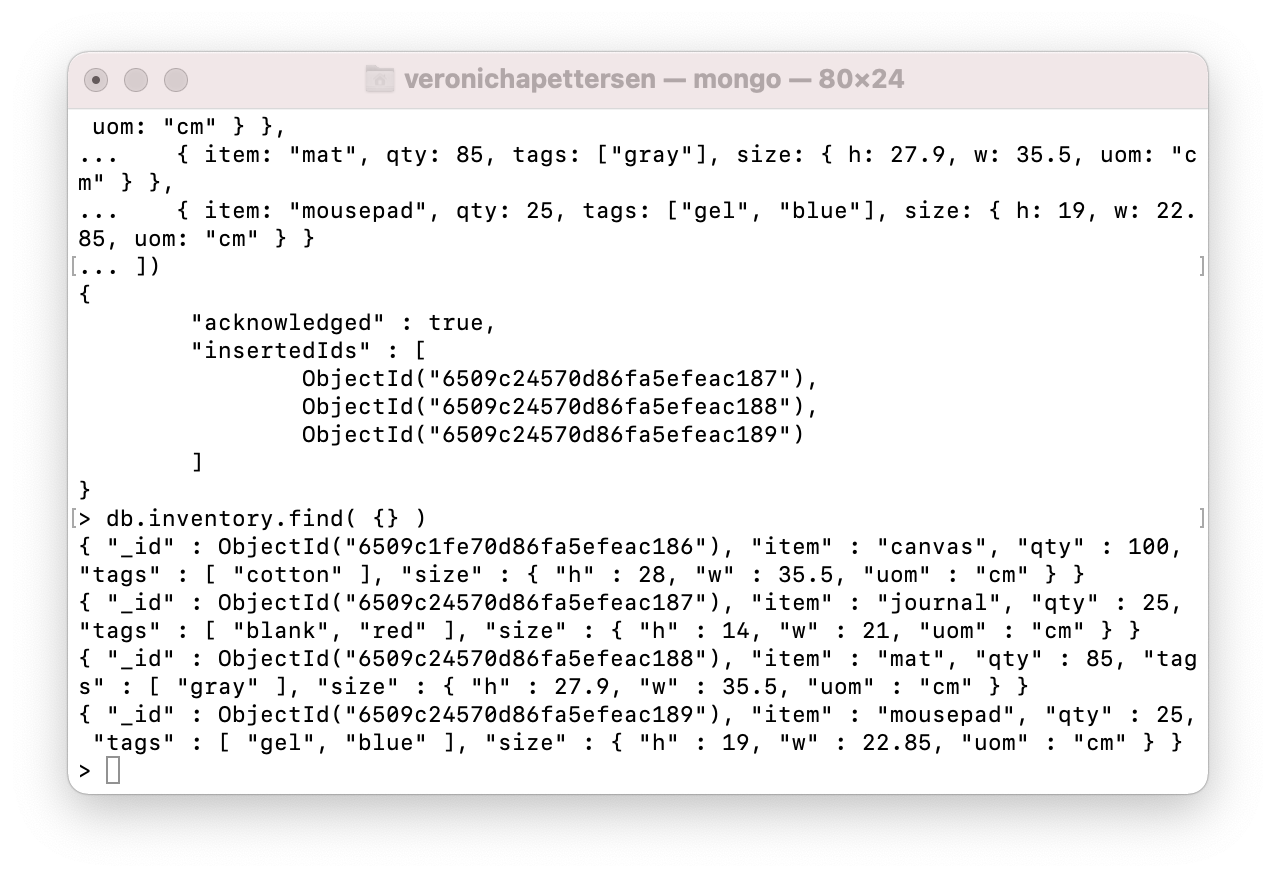 veronichapettersen — mongo — 80×24
 uom: "cm" } },
...    { item: "mat", qty: 85, tags: ["gray"], size: { h: 27.9, w: 35.5, uom: "c
m" } },
...    { item: "mousepad", qty: 25, tags: ["gel", "blue"], size: { h: 19, w: 22.
85, uom: "cm" } }
[... ])                                                                         ]
{
        "acknowledged" : true,
        "insertedIds" : [
                ObjectId("6509c24570d86fa5efeac187"),
                ObjectId("6509c24570d86fa5efeac188"),
                ObjectId("6509c24570d86fa5efeac189")
        ]
}
[> db.inventory.find( {} )                                                       ]
{ "_id" : ObjectId("6509c1fe70d86fa5efeac186"), "item" : "canvas", "qty" : 100,
"tags" : [ "cotton" ], "size" : { "h" : 28, "w" : 35.5, "uom" : "cm" } }
{ "_id" : ObjectId("6509c24570d86fa5efeac187"), "item" : "journal", "qty" : 25,
"tags" : [ "blank", "red" ], "size" : { "h" : 14, "w" : 21, "uom" : "cm" } }
{ "_id" : ObjectId("6509c24570d86fa5efeac188"), "item" : "mat", "qty" : 85, "tag
s" : [ "gray" ], "size" : { "h" : 27.9, "w" : 35.5, "uom" : "cm" } }
{ "_id" : ObjectId("6509c24570d86fa5efeac189"), "item" : "mousepad", "qty" : 25,
 "tags" : [ "gel", "blue" ], "size" : { "h" : 19, "w" : 22.85, "uom" : "cm" } }
>